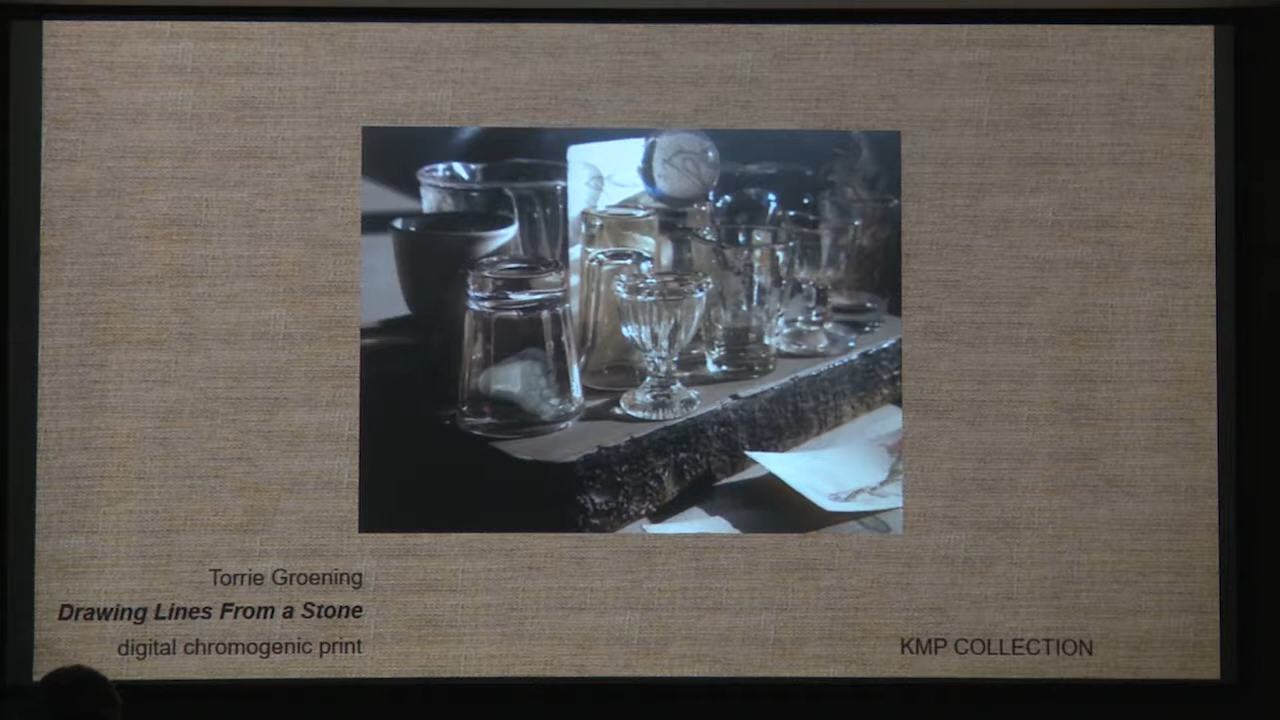 Torrie Groening
Drawing Lines From a Stone
digital chromogenic print
KMP COLLECTION